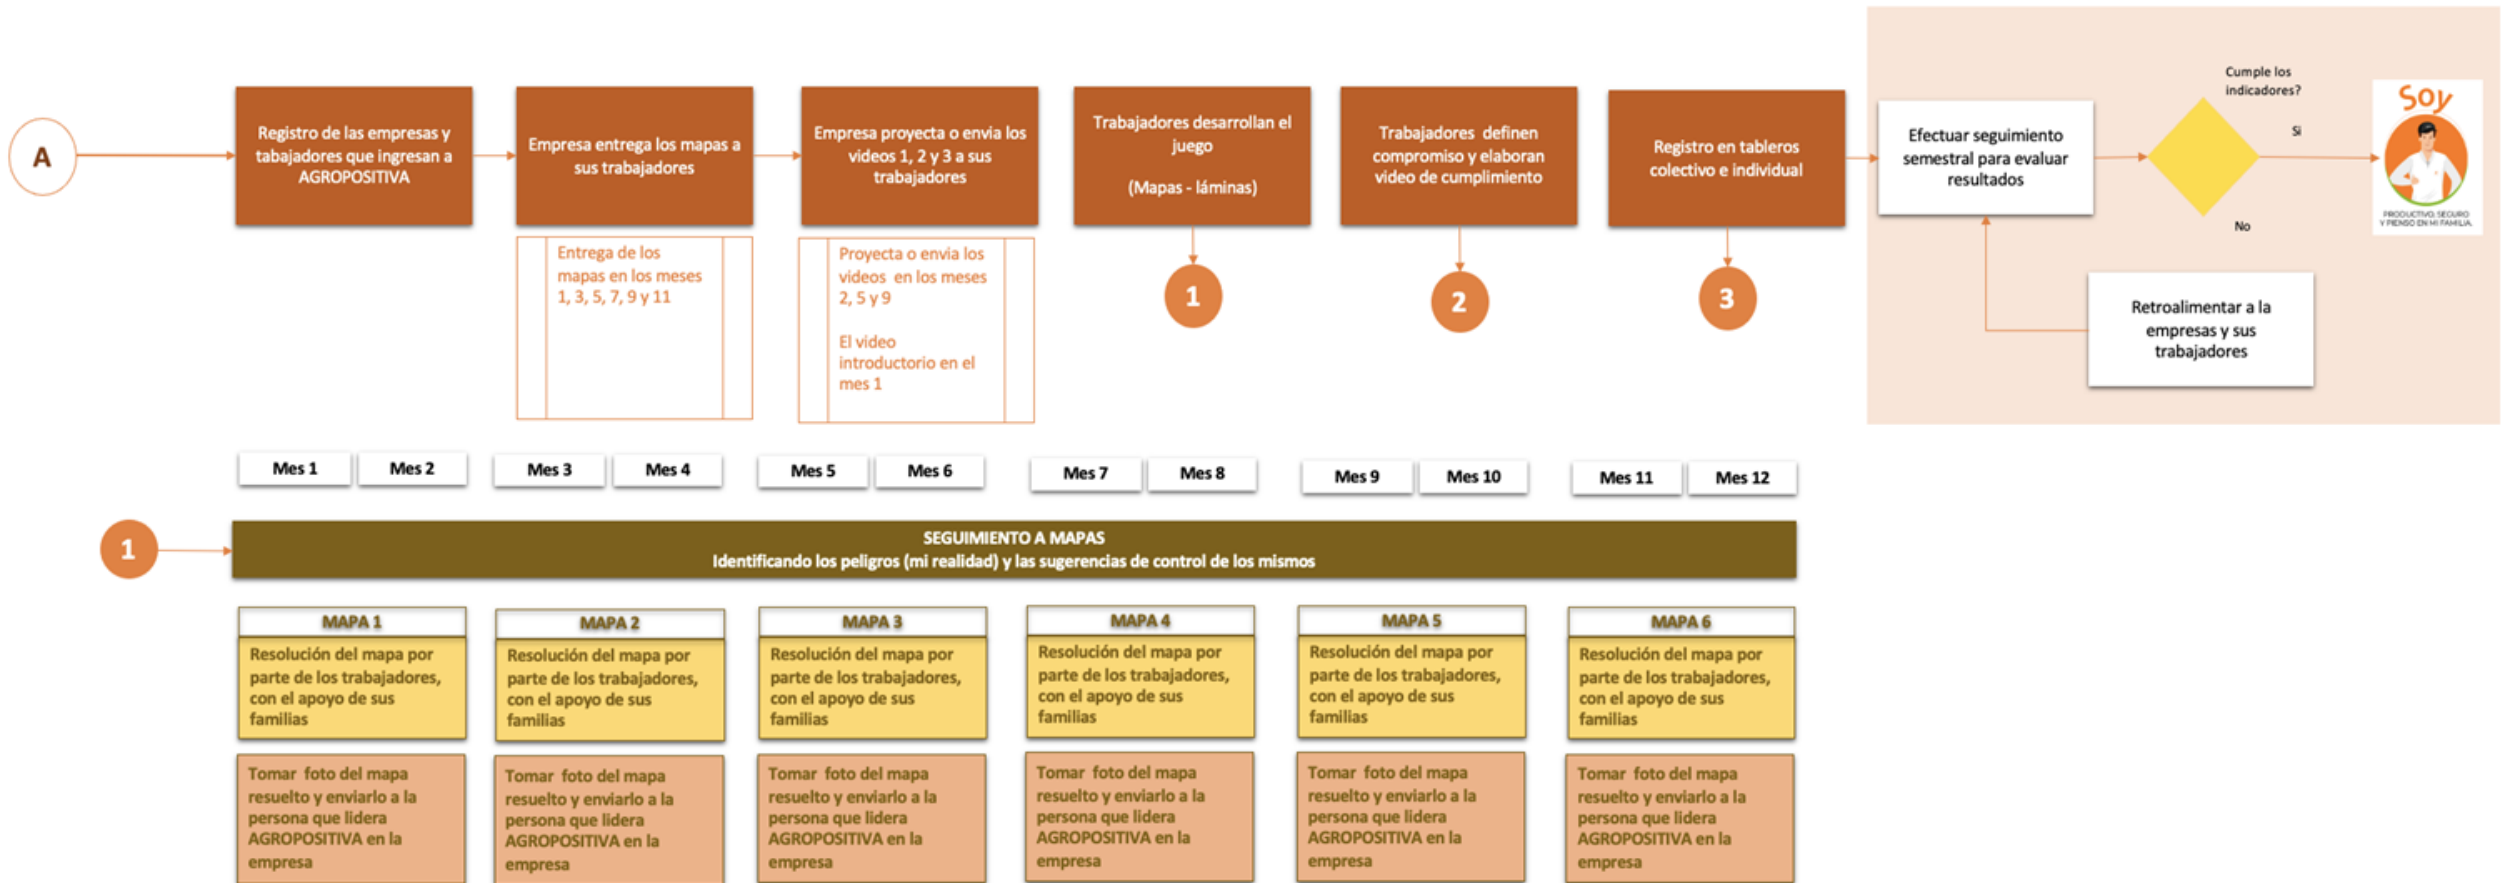 A
Registro de las empresas y
tabajadores que ingresan a
AGROPOSITIVA
Empresa entrega los mapas a
sus trabajadores
Empresa proyecta o envia los
videos 1, 2 y 3 a sus
trabajadores
Trabajadores desarrollan el
juego
(Mapas - láminas)
Trabajadores definen
compromiso y elaboran
video de cumplimiento
Registro en tableros
colectivo e individual
Efectuar seguimiento
semestral para evaluar
resultados
Cumple los
indicadores?
Si
No
Soy
PRODUCTIVO, SEGURO
Y PIENSO EN MI FAMILIA.
Retroalimentar a la
empresas y sus
trabajadores
Entrega de los
mapas en los meses
1, 3, 5, 7, 9 y 11
Proyecta o envia los
videos en los meses
2, 5 y 9
El video
introductorio en el
mes 1
1
2
3
Mes 1
Mes 2
Mes 3
Mes 4
Mes 5
Mes 6
Mes 7
Mes 8
Mes 9
Mes 10
Mes 11
Mes 12
1
SEGUIMIENTO A MAPAS
Identificando los peligros (mi realidad) y las sugerencias de control de los mismos
MAPA 1
Resolución del mapa por
parte de los trabajadores,
con el apoyo de sus
familias
Tomar foto del mapa
resuelto y enviarlo a la
persona que lidera
AGROPOSITIVA en la
empresa
MAPA 2
Resolución del mapa por
parte de los trabajadores,
con el apoyo de sus
familias
Tomar foto del mapa
resuelto y enviarlo a la
persona que lidera
AGROPOSITIVA en la
empresa
MAPA 3
Resolución del mapa por
parte de los trabajadores,
con el apoyo de sus
familias
Tomar foto del mapa
resuelto y enviarlo a la
persona que lidera
AGROPOSITIVA en la
empresa
MAPA 4
Resolución del mapa por
parte de los trabajadores,
con el apoyo de sus
familias
Tomar foto del mapa
resuelto y enviarlo a la
persona que lidera
AGROPOSITIVA en la
empresa
MAPA 5
Resolución del mapa por
parte de los trabajadores,
con el apoyo de sus
familias
Tomar foto del mapa
resuelto y enviarlo a la
persona que lidera
AGROPOSITIVA en la
empresa
MAPA 6
Resolución del mapa por
parte de los trabajadores,
con el apoyo de sus
familias
Tomar foto del mapa
resuelto y enviarlo a la
persona que lidera
AGROPOSITIVA en la
empresa